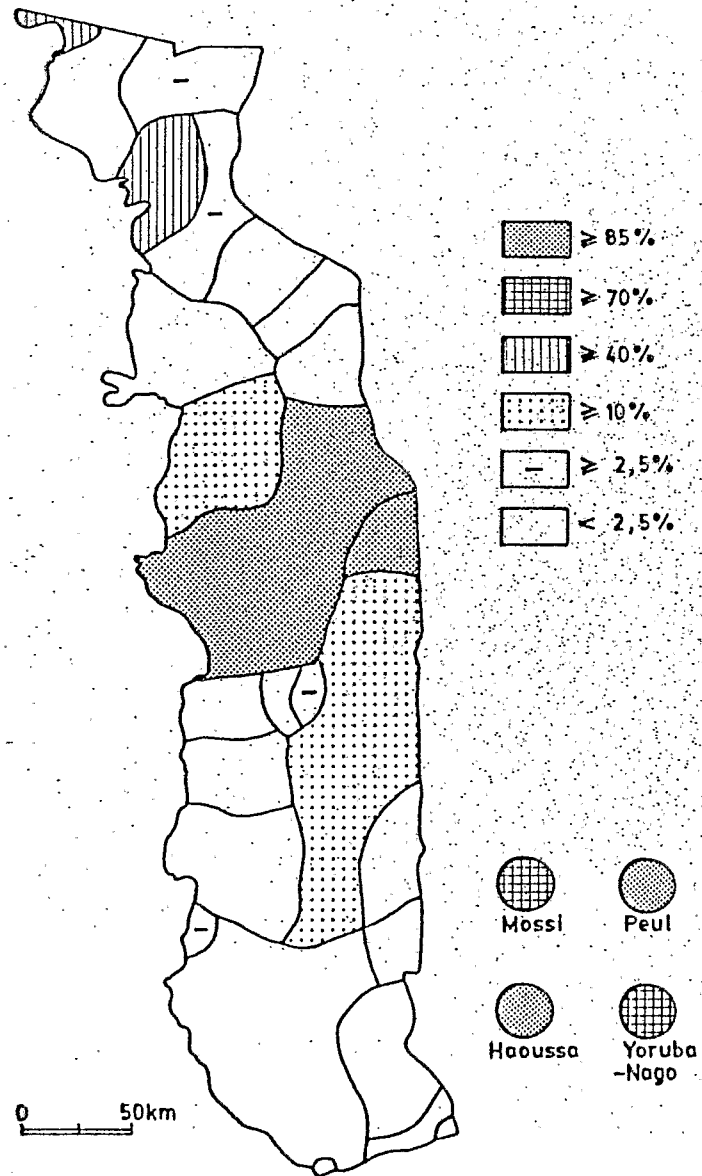 ≥ 85%
≥ 70%
≥ 40%
≥ 10%
– ≥ 2,5%
< 2,5%
Mossi
Peul
Haoussa
Yoruba
-Nago
0 50km